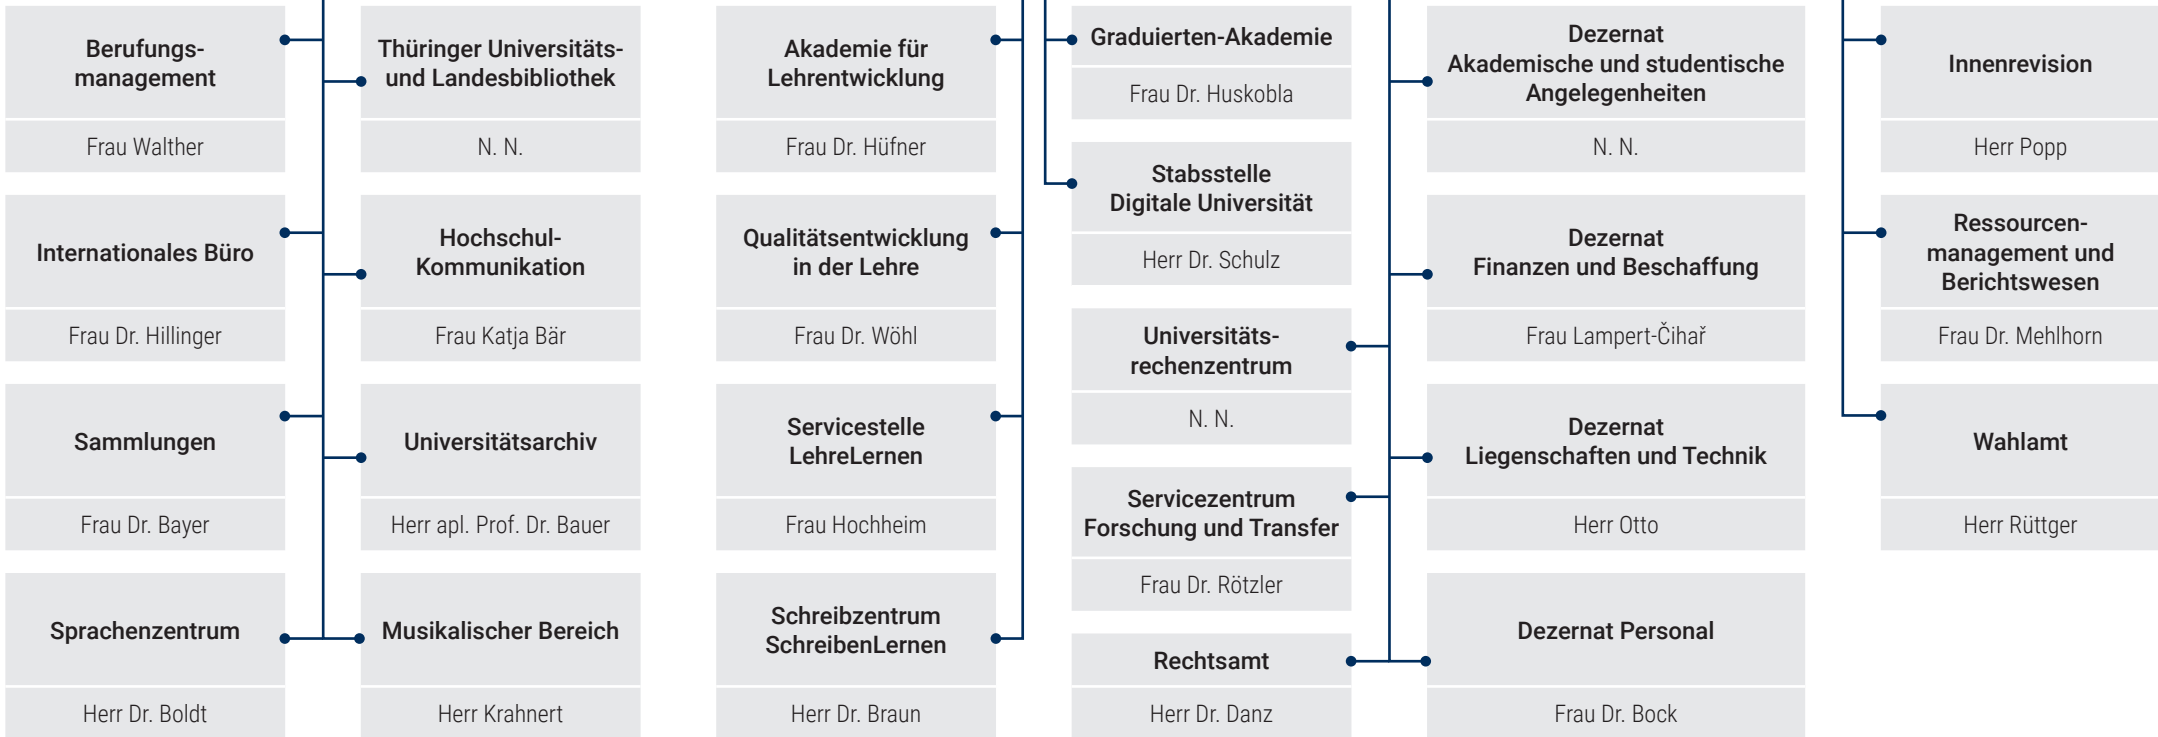 Berufungs-
management
Frau Walther
Internationales Büro
Frau Dr. Hillinger
Sammlungen
Frau Dr. Bayer
Sprachenzentrum
Herr Dr. Boldt
Thüringer Universitäts-
und Landesbibliothek
N. N.
Hochschul-
Kommunikation
Frau Katja Bär
Universitätsarchiv
Herr apl. Prof. Dr. Bauer
Musikalischer Bereich
Herr Krahnert
Akademie für
Lehrentwicklung
Frau Dr. Hüfner
Qualitätsentwicklung
in der Lehre
Frau Dr. Wöhl
Servicestelle
LehreLernen
Frau Hochheim
Schreibzentrum
SchreibenLernen
Herr Dr. Braun
Graduierten-Akademie
Frau Dr. Huskobla
Stabsstelle
Digitale Universität
Herr Dr. Schulz
Universitäts-
rechenzentrum
N. N.
Servicezentrum
Forschung und Transfer
Frau Dr. Rötzler
Rechtsamt
Herr Dr. Danz
Dezernat
Akademische und studentische
Angelegenheiten
N. N.
Dezernat
Finanzen und Beschaffung
Frau Lampert-Čihař
Dezernat
Liegenschaften und Technik
Herr Otto
Dezernat Personal
Frau Dr. Bock
Innenrevision
Herr Popp
Ressourcen-
management und
Berichtswesen
Frau Dr. Mehlhorn
Wahlamt
Herr Rüttger